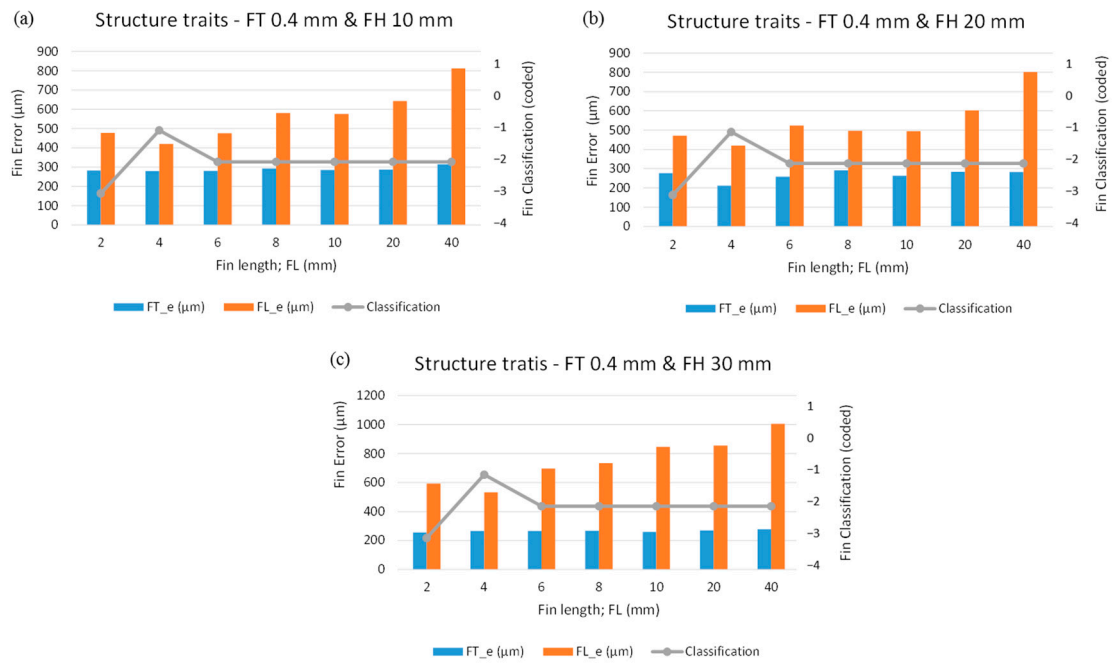 (a)
Structure traits - FT 0.4 mm & FH 10 mm
900
800
700
600
500
400
300
200
100
0
Fin Error (µm)
1
0
−1
−2
−3
−4
Fin Classification (coded)
2 4 6 8 10 20 40
Fin length; FL (mm)
FT_e (µm) FL_e (µm) Classification
(b)
Structure traits - FT 0.4 mm & FH 20 mm
900
800
700
600
500
400
300
200
100
0
Fin Error (µm)
1
0
−1
−2
−3
−4
Fin Classification (coded)
2 4 6 8 10 20 40
Fin length; FL (mm)
FT_e (µm) FL_e (µm) Classification
(c)
Structure tratis - FT 0.4 mm & FH 30 mm
1200
1000
800
600
400
200
0
Fin Error (µm)
1
0
−1
−2
−3
−4
Fin Classification (coded)
2 4 6 8 10 20 40
Fin length; FL (mm)
FT_e (µm) FL_e (µm) Classification